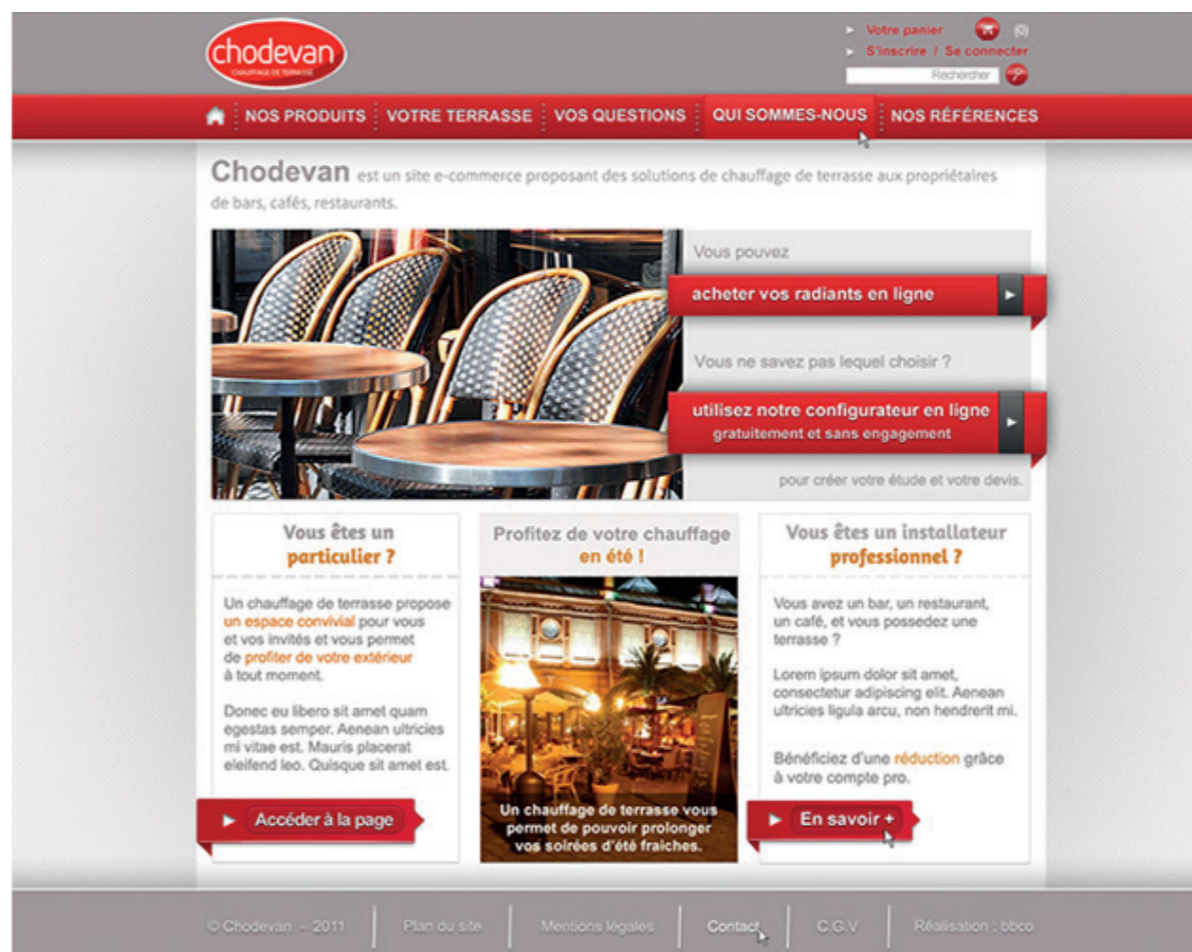 chodevan
CHAUFFAGE DE TERRASSE
Votre panier (0)
S'inscrire / Se connecter
Rechercher
NOS PRODUITS VOTRE TERRASSE VOS QUESTIONS QUI SOMMES-NOUS NOS RÉFÉRENCES
Chodevan est un site e-commerce proposant des solutions de chauffage de terrasse aux propriétaires
de bars, cafés, restaurants.
Vous pouvez
acheter vos radiants en ligne
Vous ne savez pas lequel choisir ?
utilisez notre configurateur en ligne
gratuitement et sans engagement
pour créer votre étude et votre devis.
Vous êtes un
particulier ?
Un chauffage de terrasse propose
un espace convivial pour vous
et vos invités et vous permet
de profiter de votre extérieur
à tout moment.
Donec eu libero sit amet quam
egestas semper. Aenean ultricies
mi vitae est. Mauris placerat
eleifend leo. Quisque sit amet est.
Accéder à la page
Profitez de votre chauffage
en été !
Un chauffage de terrasse vous
permet de pouvoir prolonger
vos soirées d'été fraiches.
Vous êtes un installateur
professionnel ?
Vous avez un bar, un restaurant,
un café, et vous possedez une
terrasse ?
Lorem ipsum dolor sit amet,
consectetur adipiscing elit. Aenean
ultricies ligula arcu, non hendrerit mi.
Bénéficiez d'une réduction grâce
à votre compte pro.
En savoir +
© Chodevan - 2011 Plan du site Mentions légales Contact C.G.V Réalisation : bbco